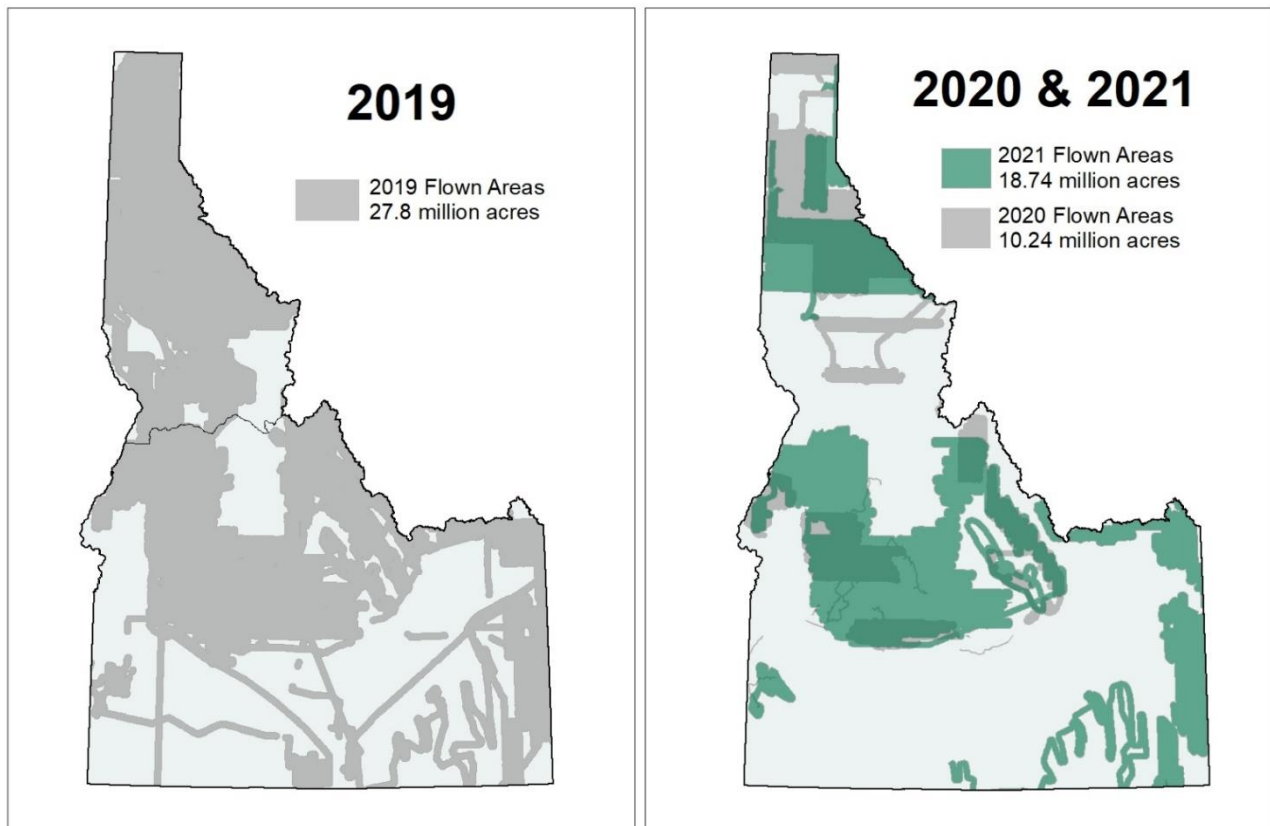 2019
2019 Flown Areas
27.8 million acres
2020 & 2021
2021 Flown Areas
18.74 million acres
2020 Flown Areas
10.24 million acres